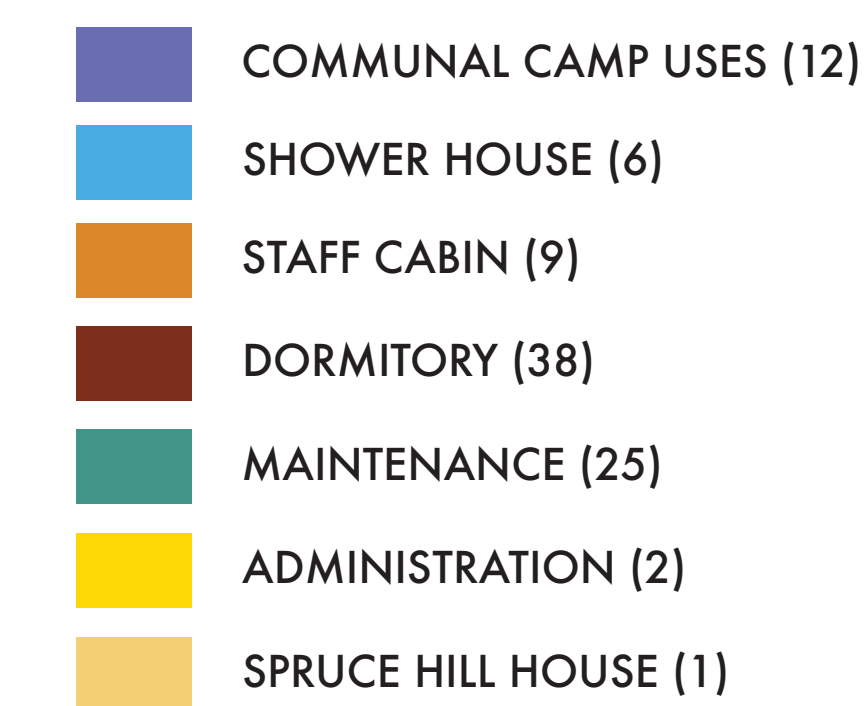 COMMUNAL CAMP USES (12)
SHOWER HOUSE (6)
STAFF CABIN (9)
DORMITORY (38)
MAINTENANCE (25)
ADMINISTRATION (2)
SPRUCE HILL HOUSE (1)